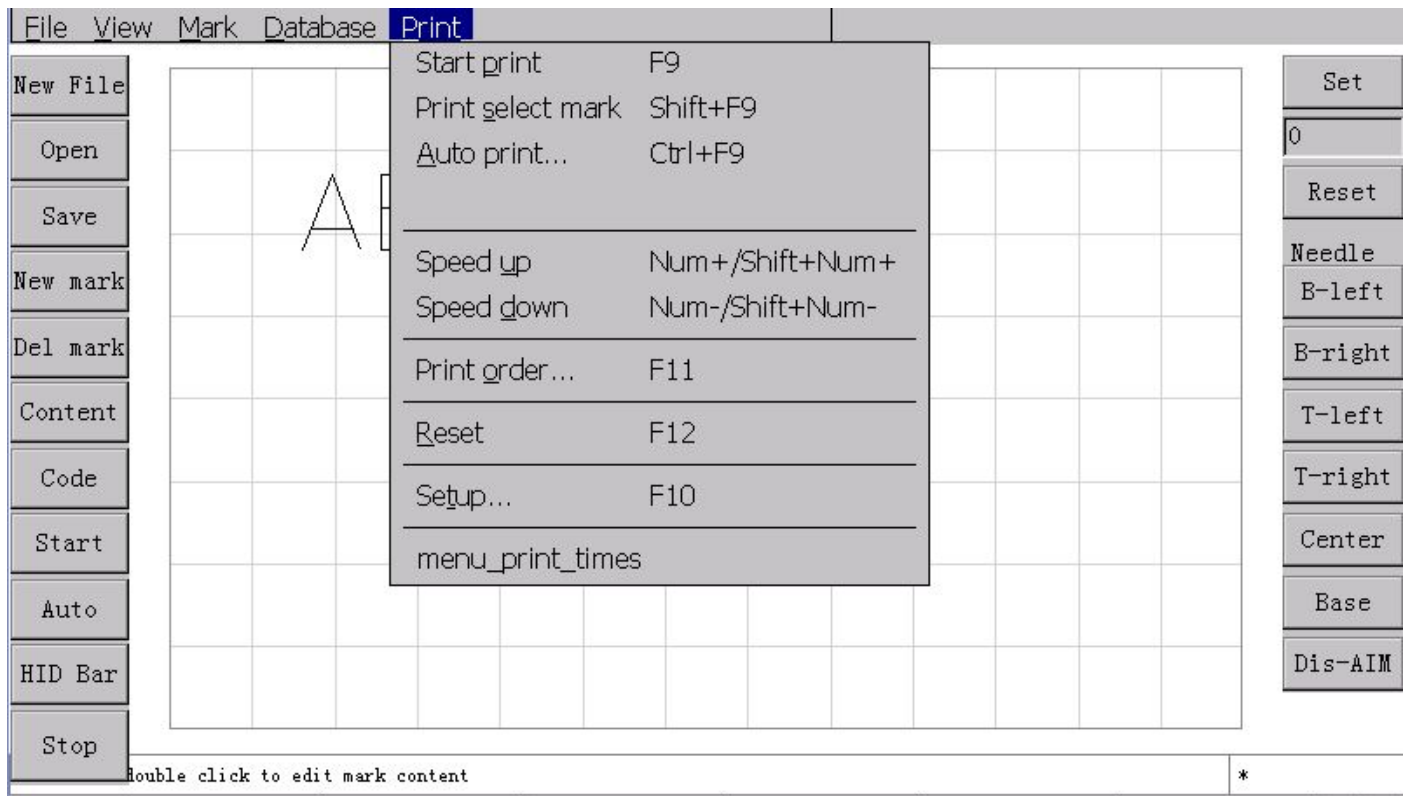 File View Mark Database Print
New File
Open
Save
New mark
Del mark
Content
Code
Start
Auto
HID Bar
Stop
A
Start print F9
Print select mark Shift+F9
Auto print... Ctrl+F9
Speed up Num+/Shift+Num+
Speed down Num-/Shift+Num-
Print order... F11
Reset F12
Setup... F10
menu_print_times
Set
0
Reset
Needle
B-left
B-right
T-left
T-right
Center
Base
Dis-AIM
double click to edit mark content *